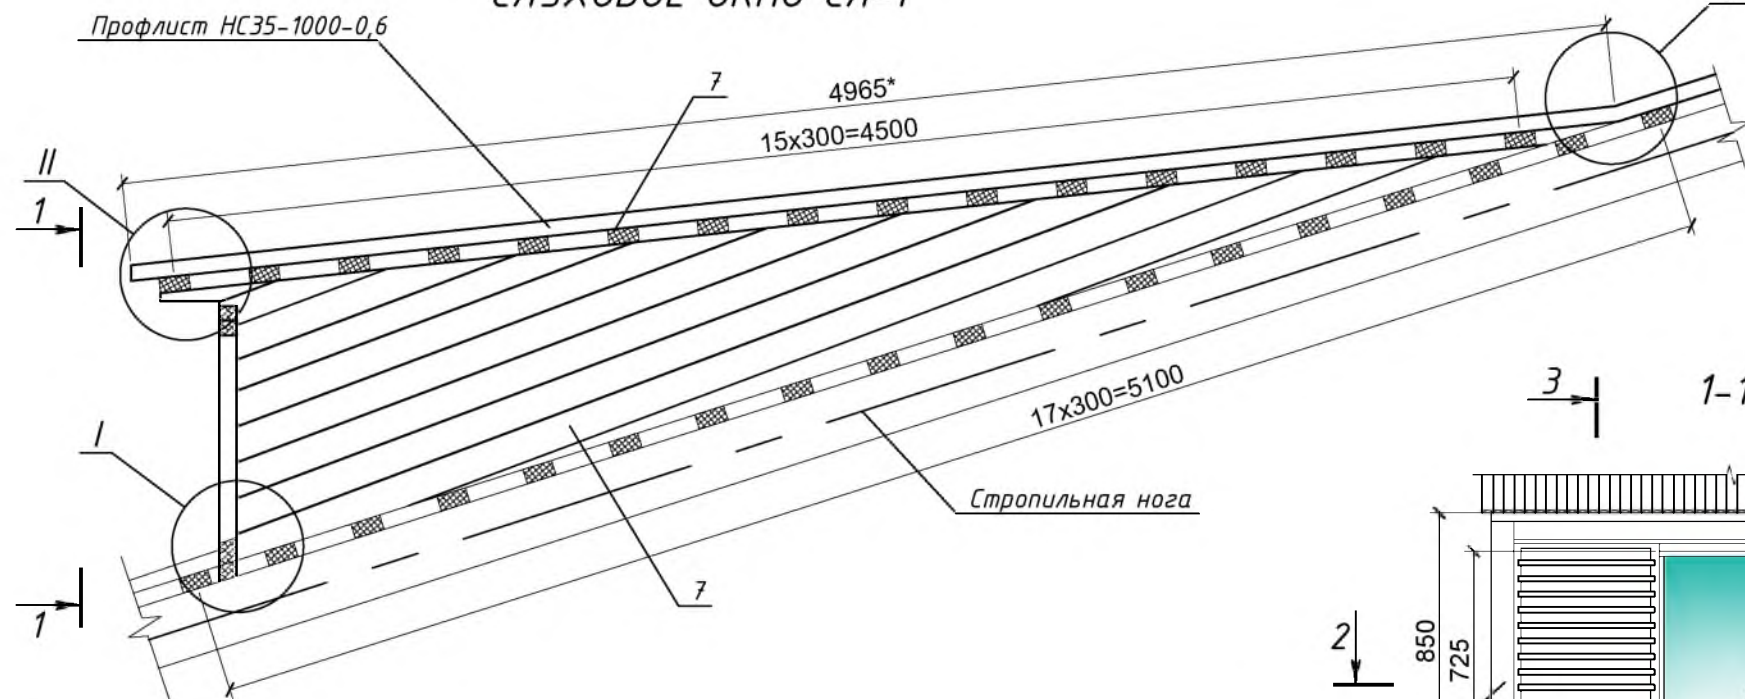 Профлист НС35-1000-0,6
7
4965*
15х300=4500
II
1
3
1-1
17х300=5100
I
Стропильная нога
7
1
2
850
725